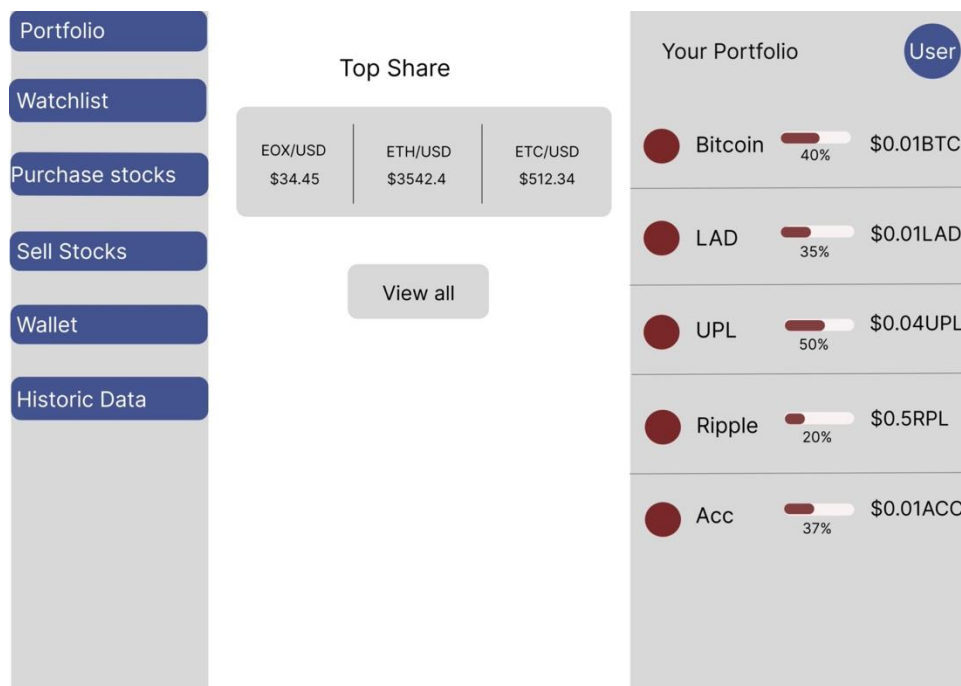 Portfolio
Watchlist
Purchase stocks
Sell Stocks
Wallet
Historic Data
Top Share
EOX/USD
$34.45
ETH/USD
$3542.4
ETC/USD
$512.34
View all
Your Portfolio
User
Bitcoin
40%
$0.01BTC
LAD
35%
$0.01LAD
UPL
50%
$0.04UPL
Ripple
20%
$0.5RPL
Acc
37%
$0.01ACC